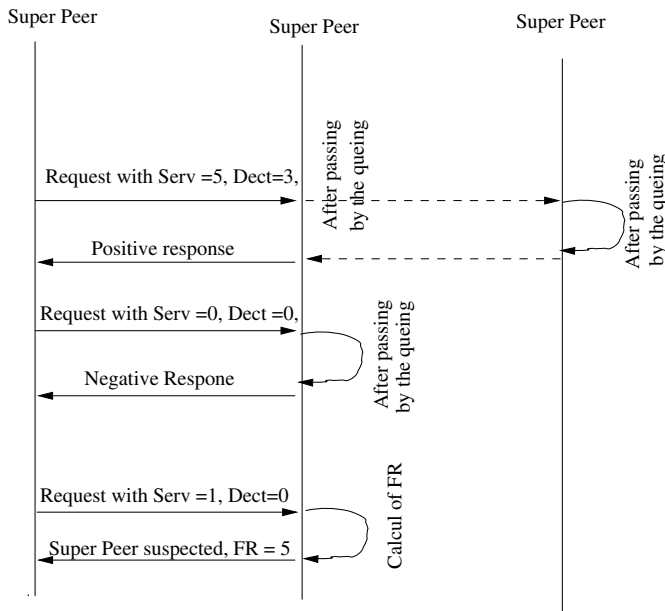 Super Peer
Super Peer
Super Peer
Request with Serv =5, Dect=3,
After passing
by the queing
After passing
by the queing
Positive response
Request with Serv =0, Dect =0,
After passing
by the queing
Negative Respone
Request with Serv =1, Dect=0
Calcul of FR
Super Peer suspected, FR = 5